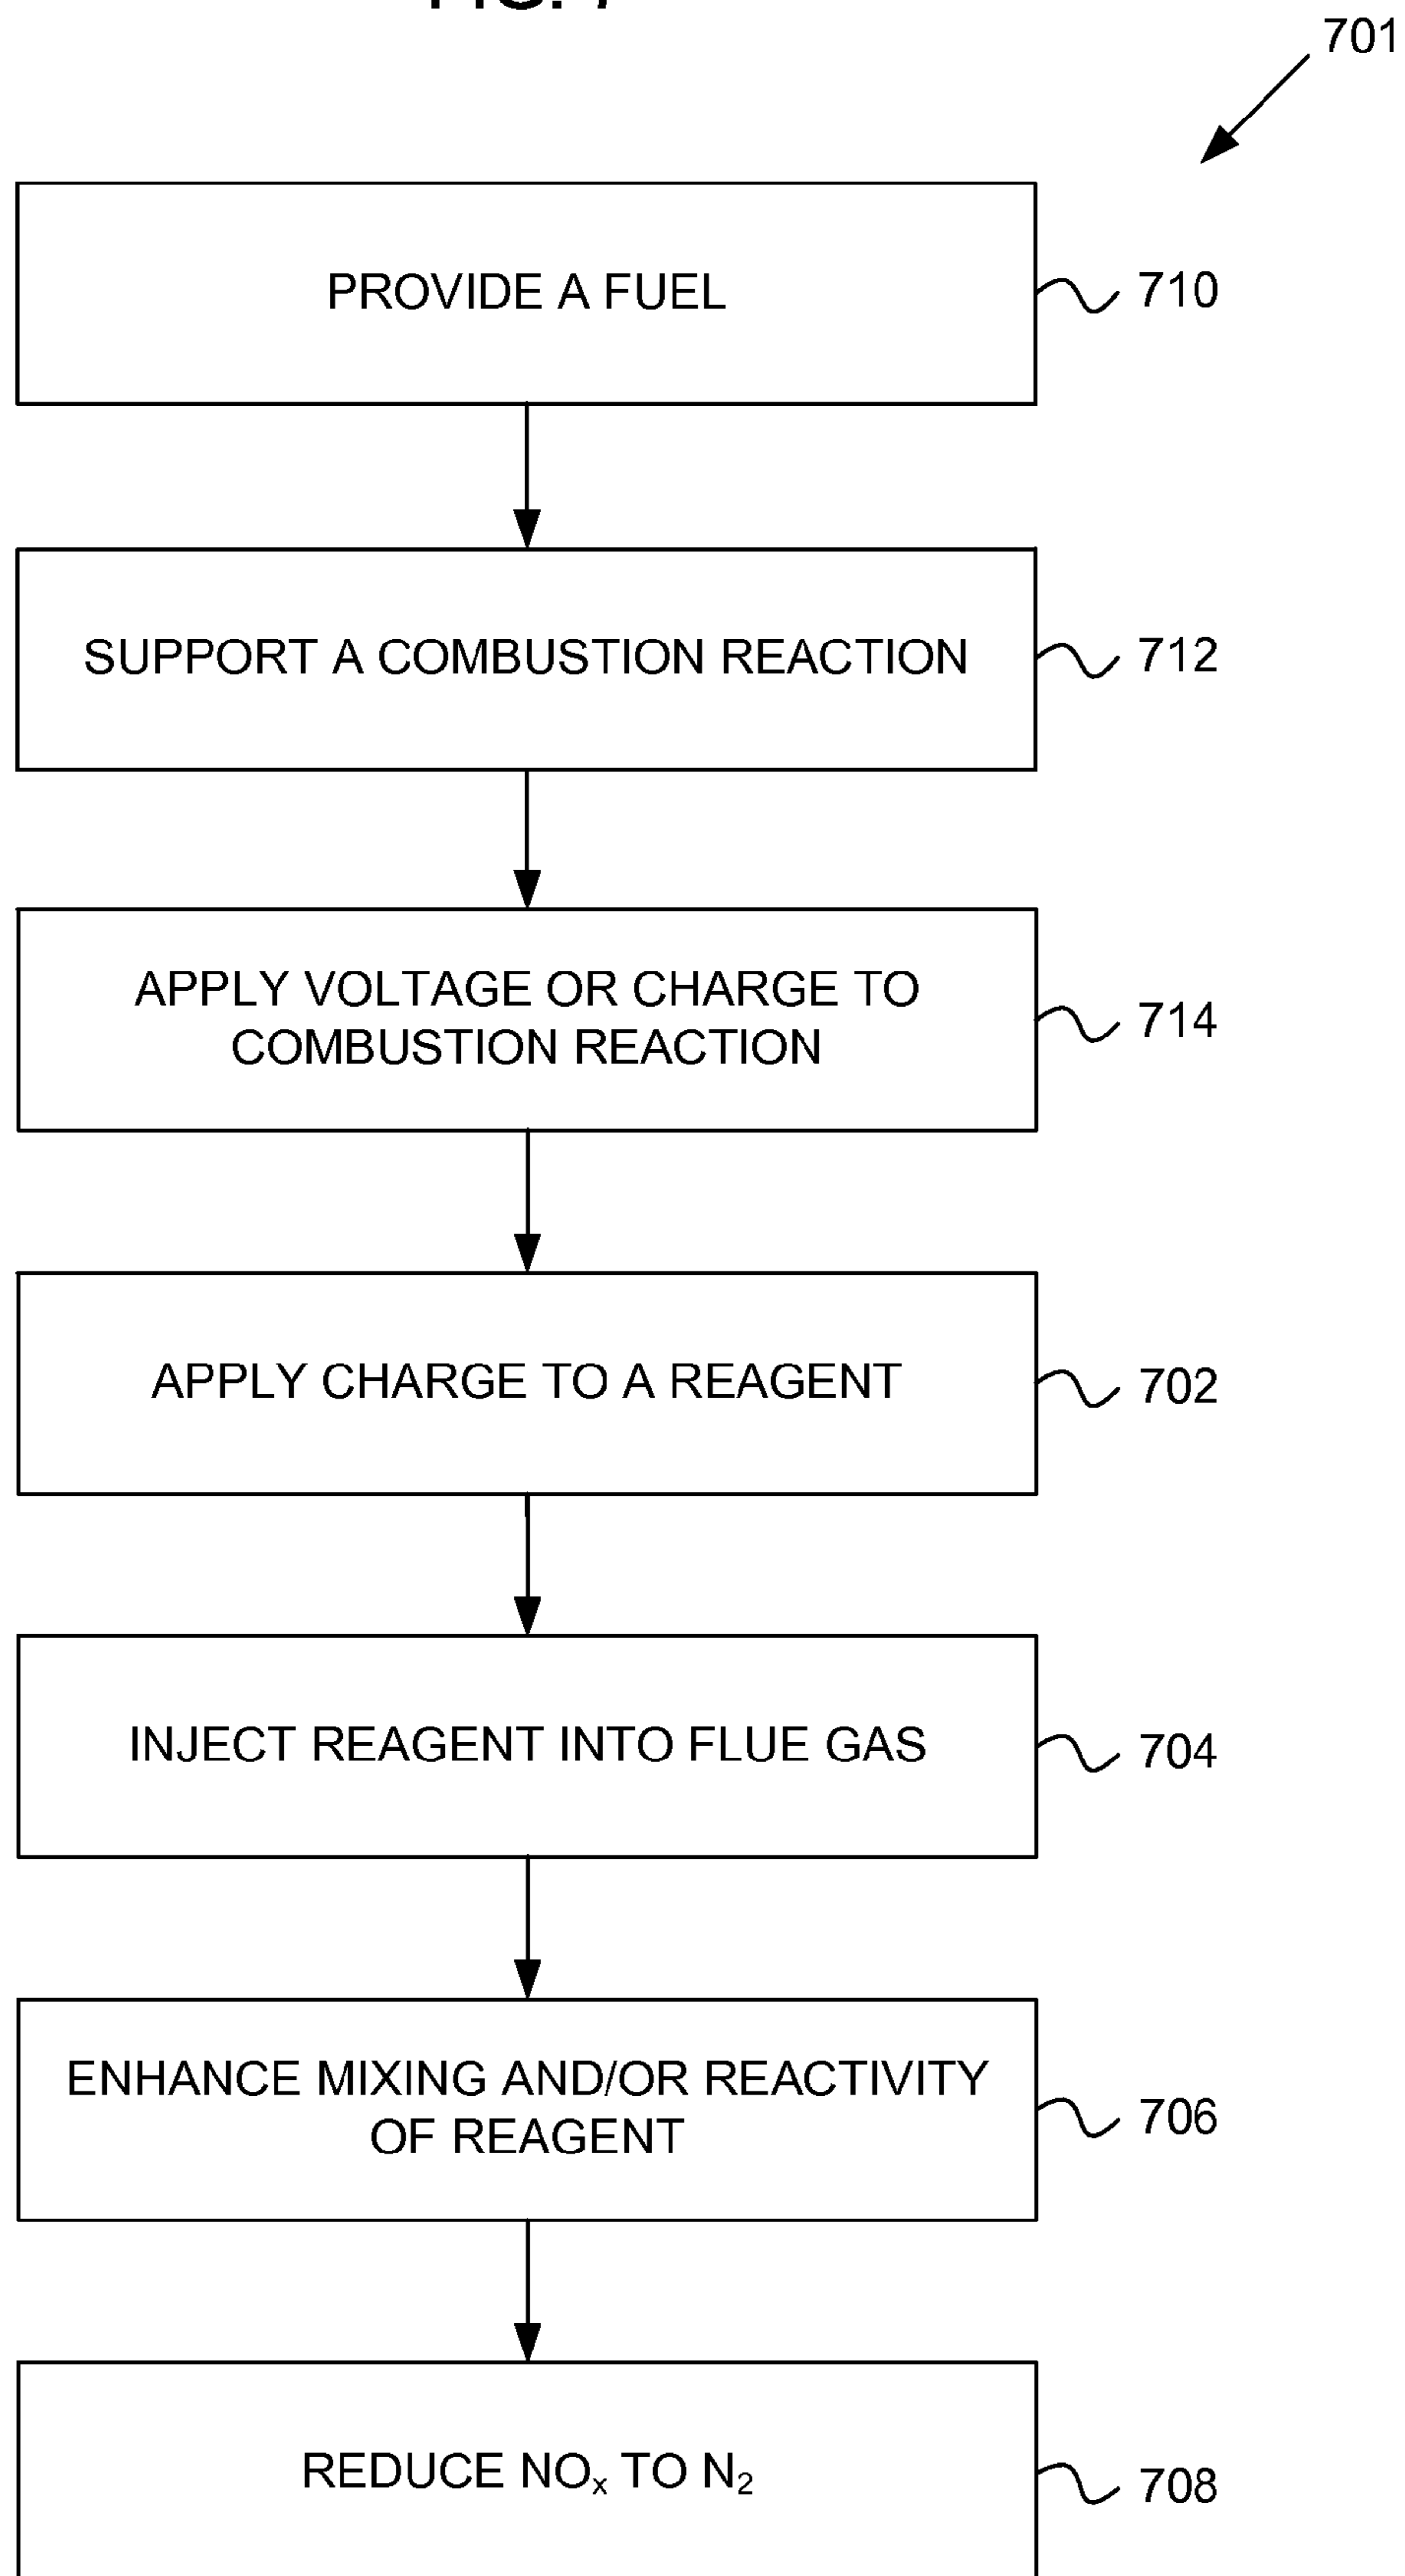 FIG. 7
701
PROVIDE A FUEL
710
SUPPORT A COMBUSTION REACTION
712
APPLY VOLTAGE OR CHARGE TO
COMBUSTION REACTION
714
APPLY CHARGE TO A REAGENT
702
INJECT REAGENT INTO FLUE GAS
704
ENHANCE MIXING AND/OR REACTIVITY
OF REAGENT
706
REDUCE NOₓ TO N₂
708